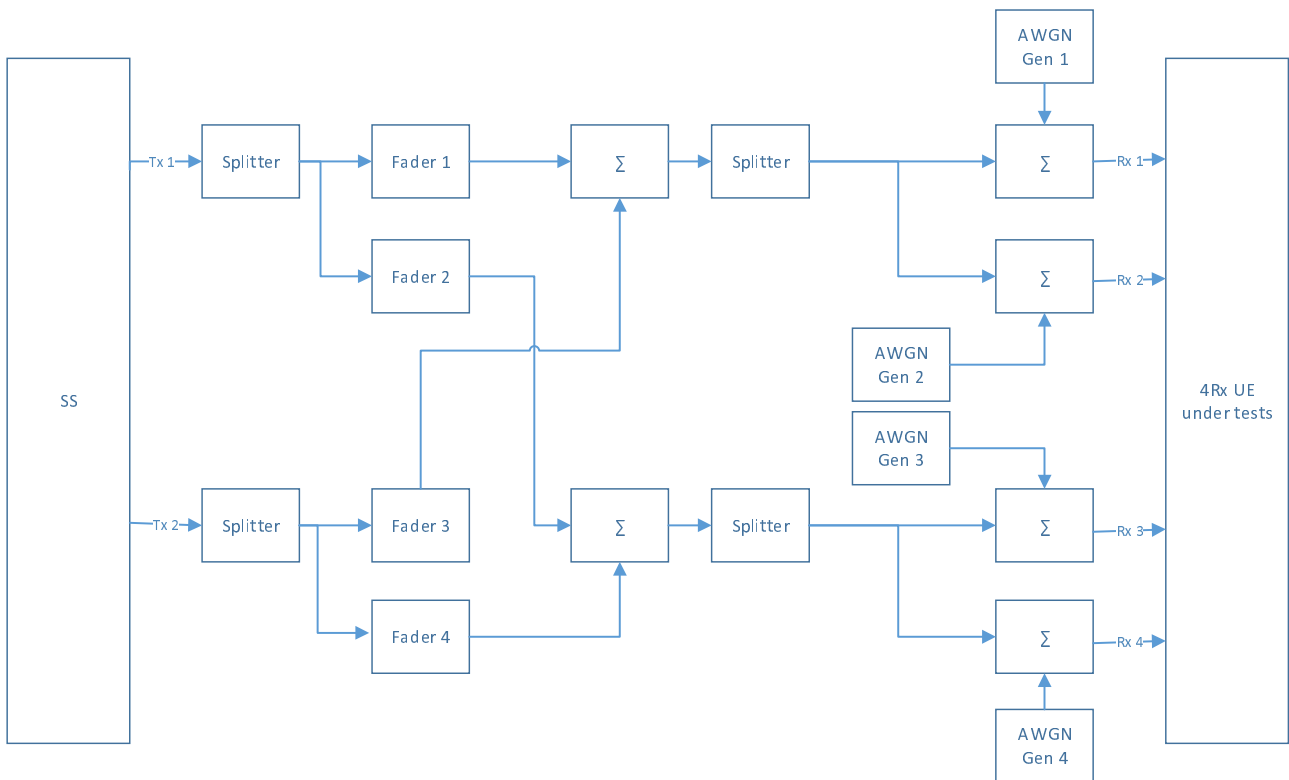 AWGN
Gen 1
Tx 1
Splitter
Fader 1
∑
Splitter
∑
Rx 1
Fader 2
∑
Rx 2
AWGN
Gen 2
SS
4Rx UE
under tests
AWGN
Gen 3
Tx 2
Splitter
Fader 3
∑
Splitter
∑
Rx 3
Fader 4
∑
Rx 4
AWGN
Gen 4